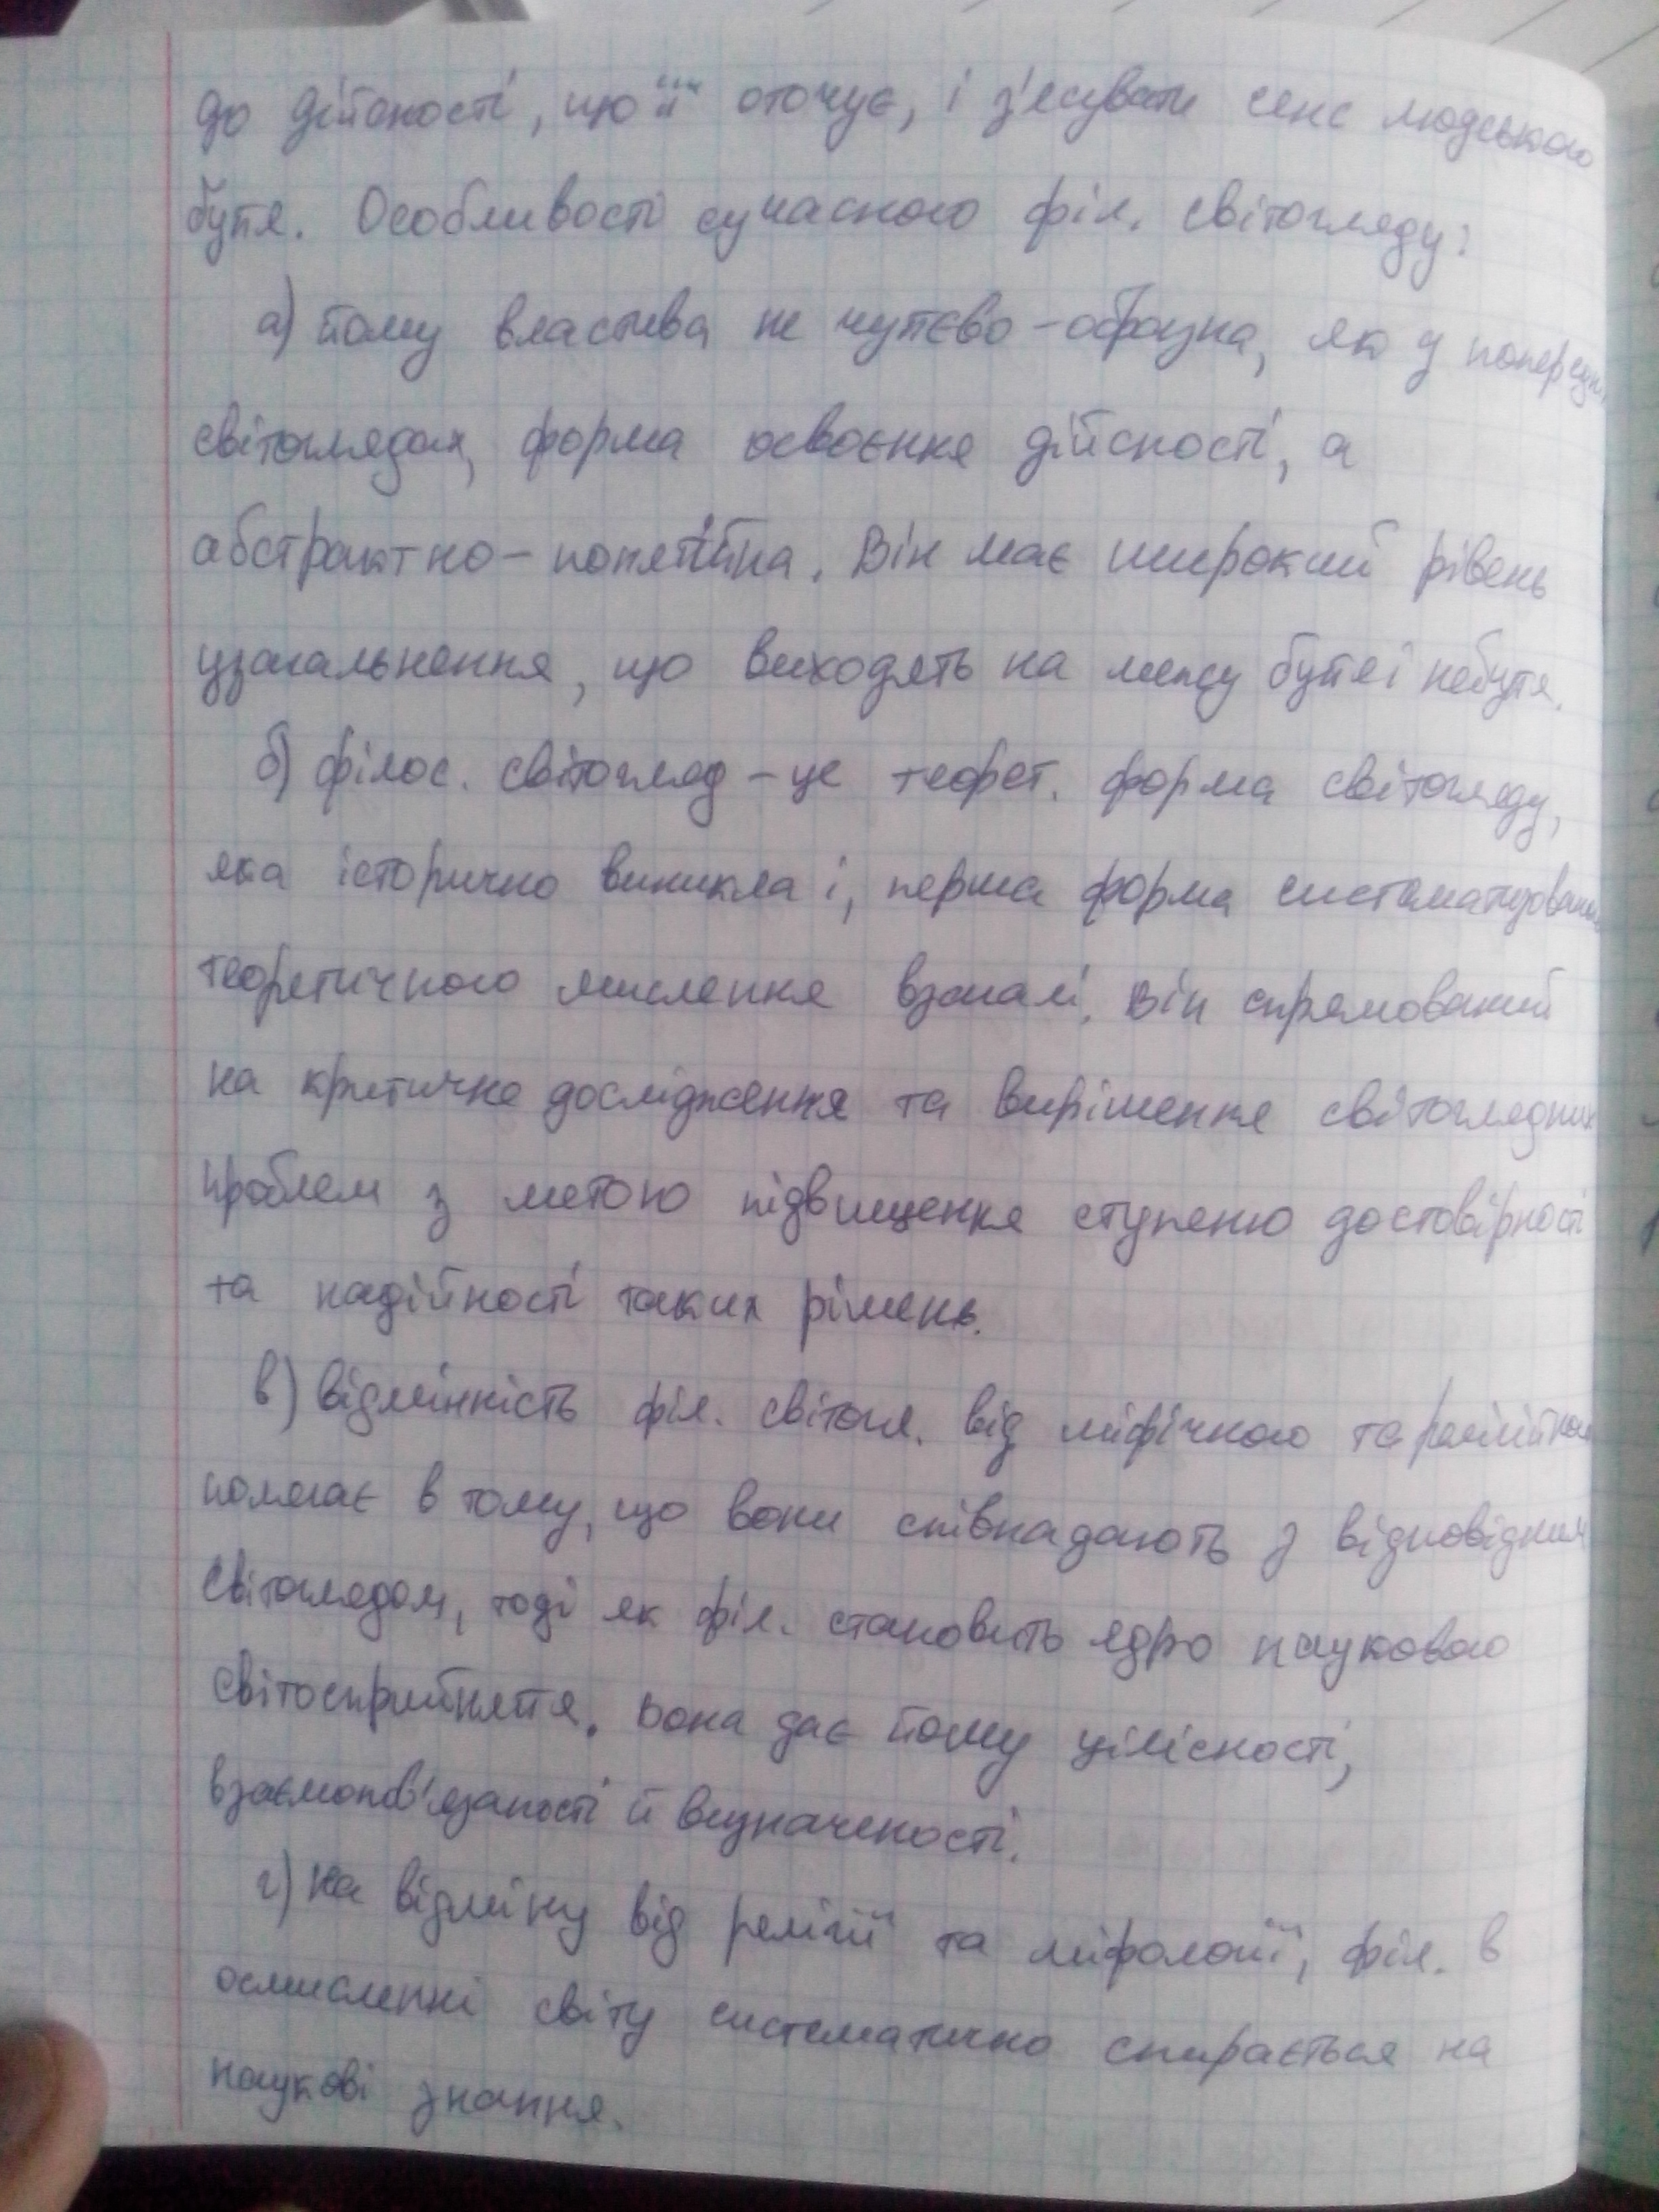 до дійсності, що її оточує, і з'ясувати сенс людського
буття. Особливості сучасного філ. світогляду:
а) йому властива не чуттєво-образна, як у попередніх
світоглядах, форма освоєння дійсності, а
абстрактно-понятійна. Він має широкий рівень
узагальнення, що виходять на межу буття і небуття.
б) філос. світогляд - це теорет. форма світогляду,
яка історично виникла і, перша форма систематизованого
теоретичного мислення взагалі. Він спрямований
на критичне дослідження та вирішення світоглядних
проблем з метою підвищення ступеню достовірності
та надійності таких рішень.
в) відмінність філ. світогл. від міфічного та релігійного
полягає в тому, що вони співпадають з відповідним
світоглядом, тоді як філ. становить ядро наукового
світосприйняття. Вона дає йому цілісності,
взаємопов'язаності й визначеності.
г) На відміну від релігії та міфології, філ. в
осмисленні світу систематично спирається на
наукові знання.